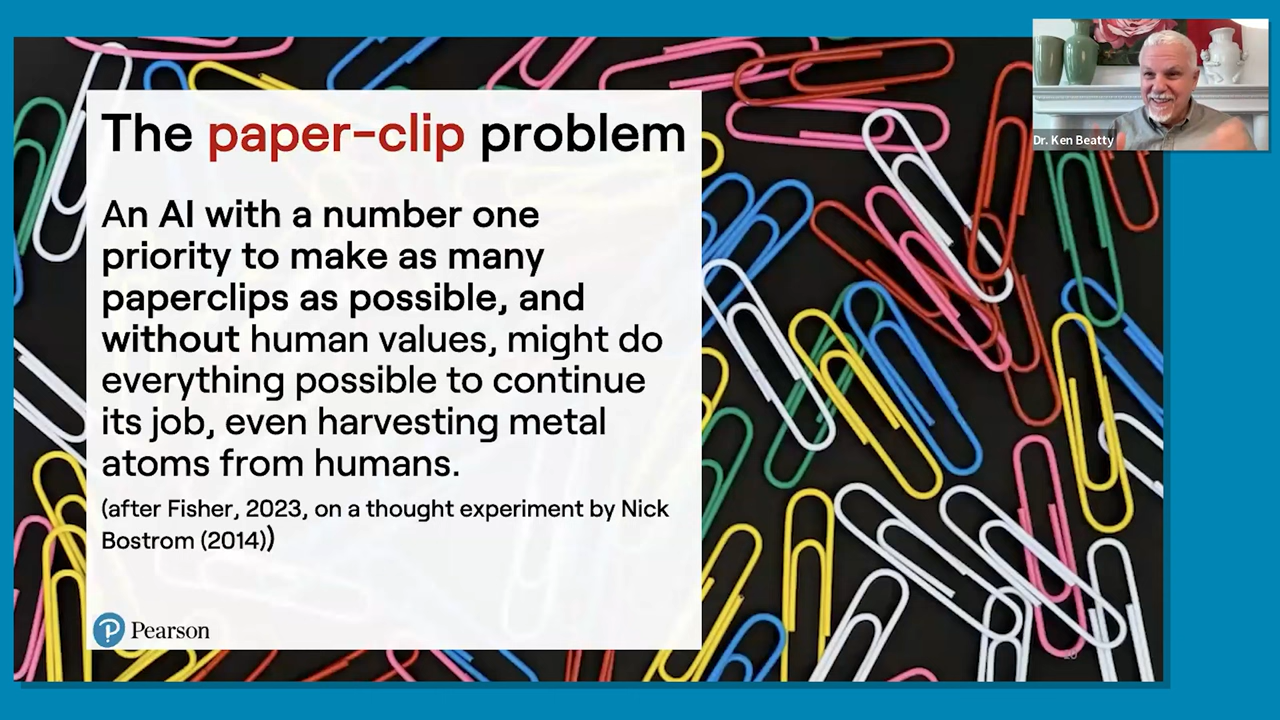 The paper-clip problem
An AI with a number one
priority to make as many
paperclips as possible, and
without human values, might do
everything possible to continue
its job, even harvesting metal
atoms from humans.
(after Fisher, 2023, on a thought experiment by Nick
Bostrom (2014))
Pearson
Dr. Ken Beatty